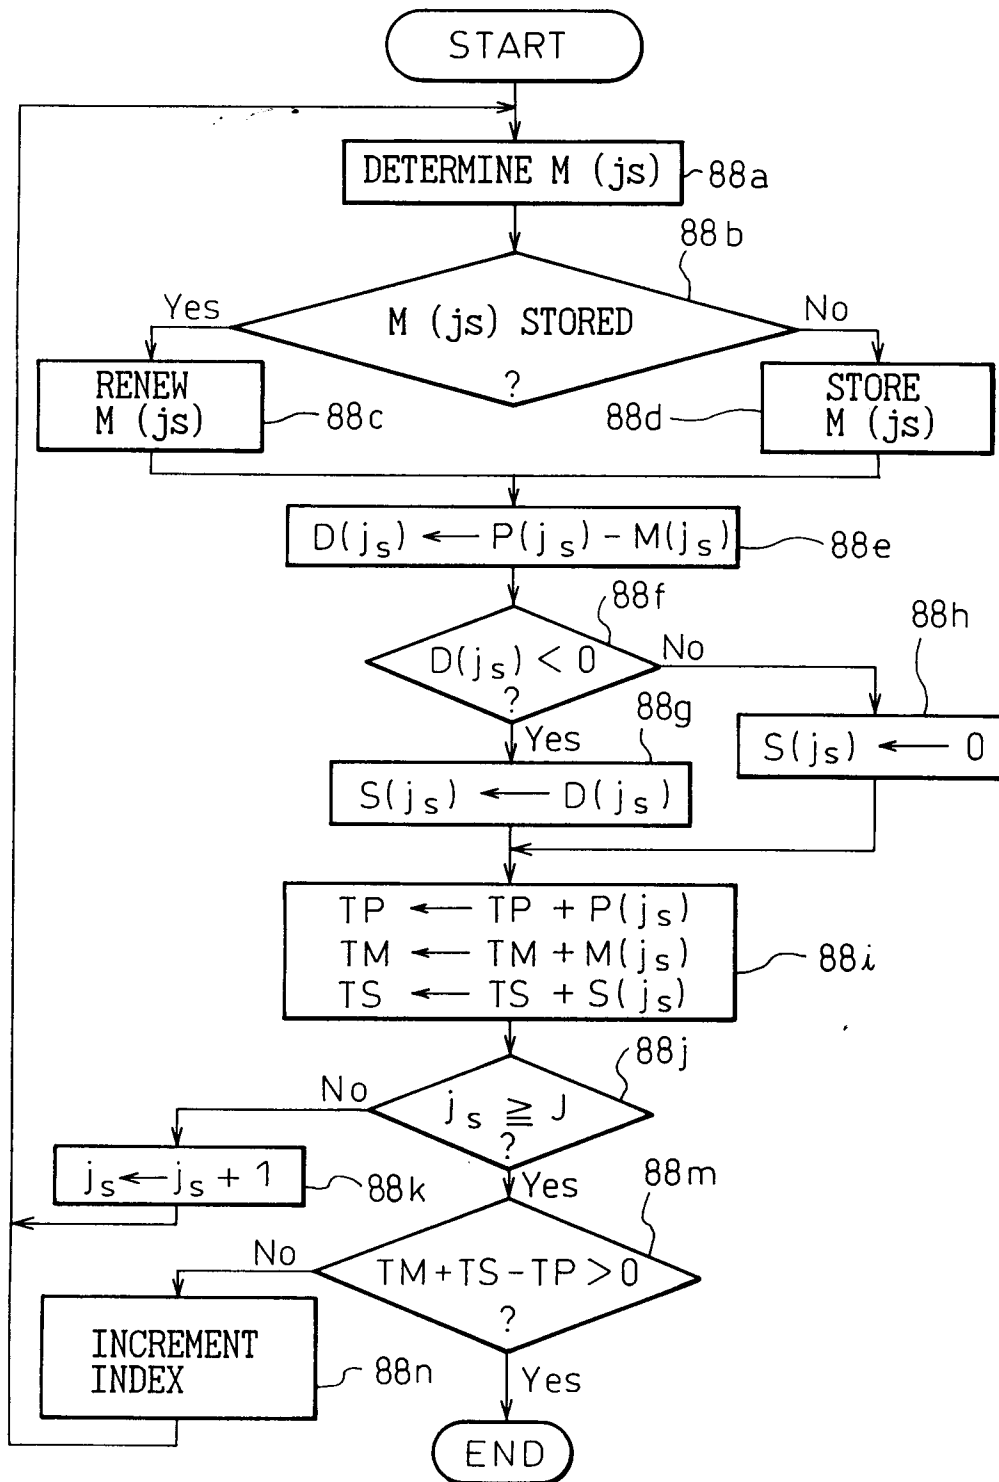 START
DETERMINE M (js)
88a
88b
Yes
M (js) STORED
?
No
RENEW
M (js)
88c
88d
STORE
M (js)
D(js) ← P(js) − M(js)
88e
88f
D(js) < 0
?
No
88h
Yes
88g
S(js) ← D(js)
S(js) ← 0
TP ← TP + P(js)
TM ← TM + M(js)
TS ← TS + S(js)
88i
88j
No
js ≧ J
?
js ← js + 1
88k
Yes
88m
No
TM+TS−TP>0
?
INCREMENT
INDEX
88n
Yes
END